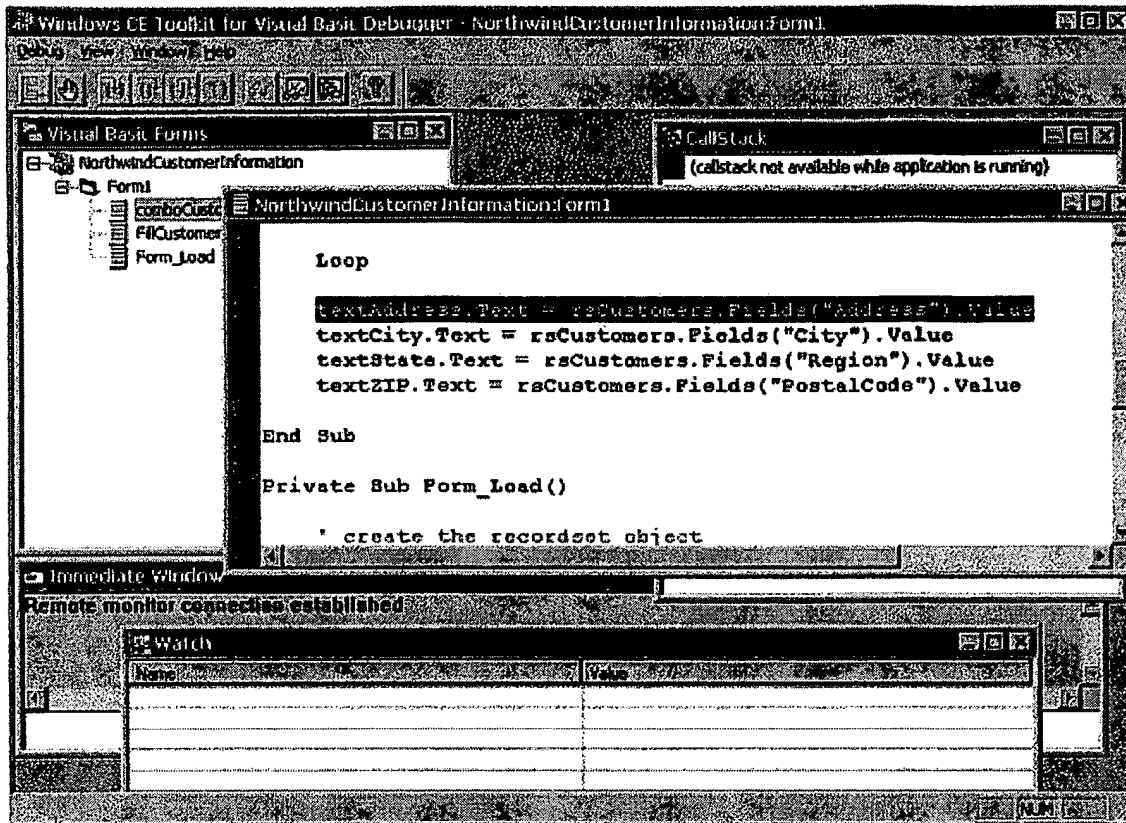 Windows CE Toolkit for Visual Basic Debugger - NorthwindCustomerInformation:Form1
Debug View Window Help
Visual Basic Forms
NorthwindCustomerInformation
Form1
comboCusto
FillCustomer
Form_Load
CallStack
(callstack not available while application is running)
NorthwindCustomerInformation:Form1
Loop
textAddress.Text = rsCustomers.Fields("Address").Value
textCity.Text = rsCustomers.Fields("City").Value
textState.Text = rsCustomers.Fields("Region").Value
textZIP.Text = rsCustomers.Fields("PostalCode").Value
End Sub
Private Sub Form_Load()
' create the recordset object
Immediate Window
Remote monitor connection established
Watch
Name Value
NUM